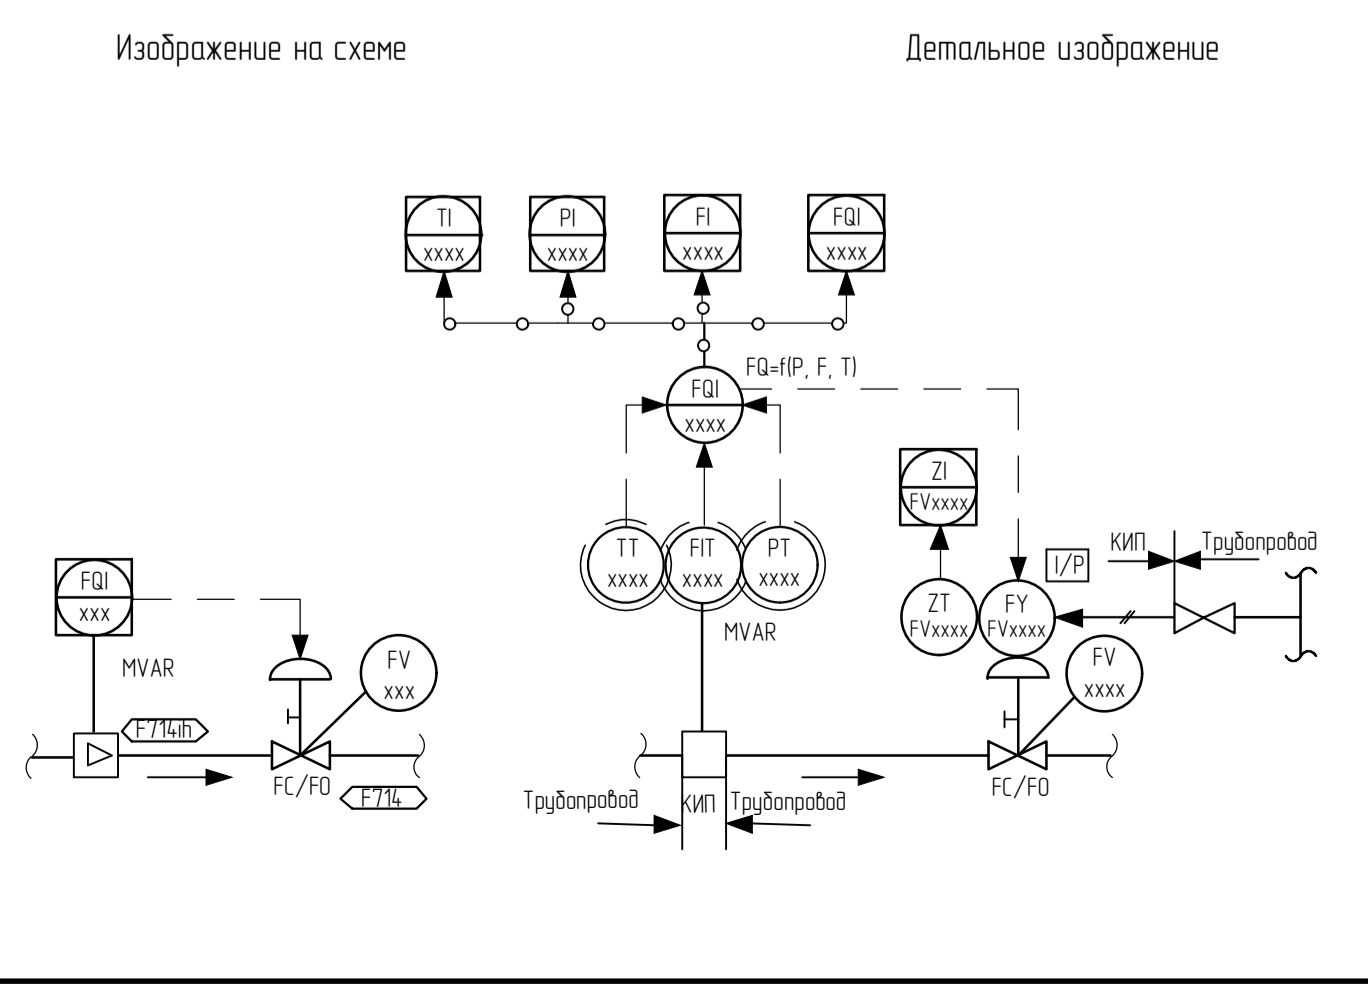 Изображение на схеме
Детальное изображение
TI
xxxx
PI
xxxx
FI
xxxx
FQI
xxxx
FQ=f(P, F, T)
FQI
xxxx
ZI
FVxxxx
TT
xxxx
FIT
xxxx
PT
xxxx
MVAR
ZT
FVxxxx
FY
FVxxxx
I/P
КИП
Трубопровод
FV
xxxx
FC/FO
Трубопровод
КИП
Трубопровод
FQI
xxx
MVAR
FV
xxx
F714ih
FC/FO
F714